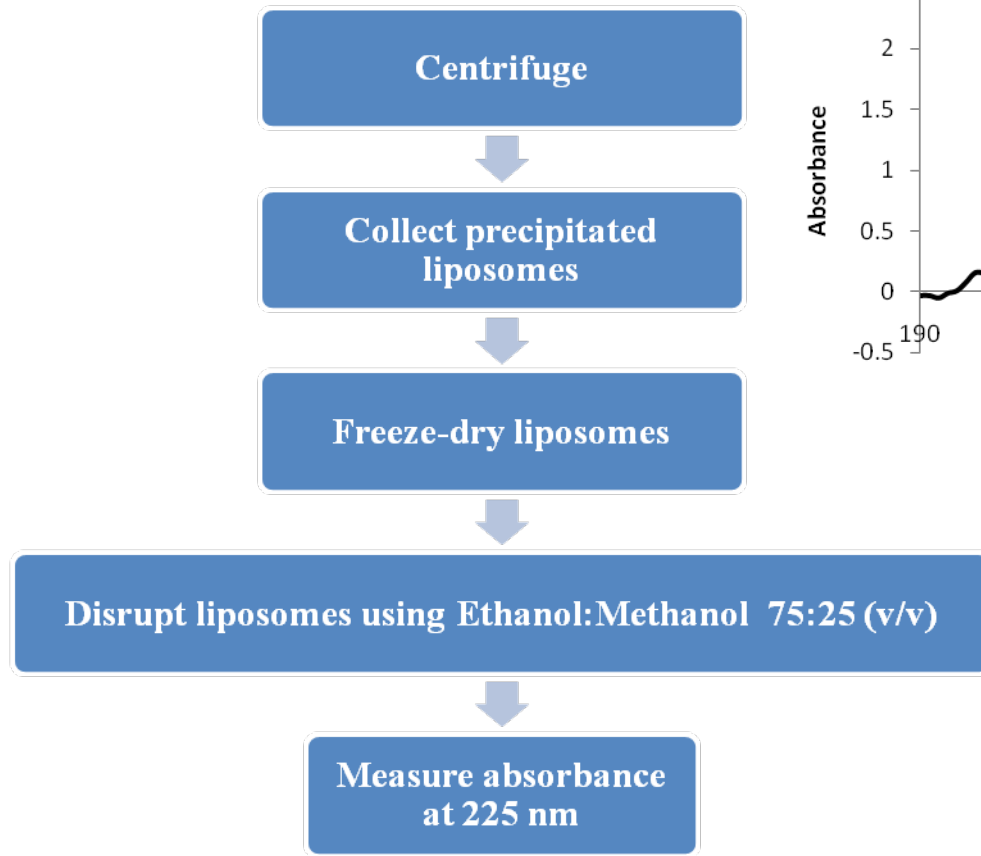 Centrifuge
Collect precipitated
liposomes
Freeze-dry liposomes
Disrupt liposomes using Ethanol:Methanol 75:25 (v/v)
Measure absorbance
at 225 nm
Absorbance
2
1.5
1
0.5
0
-0.5
190